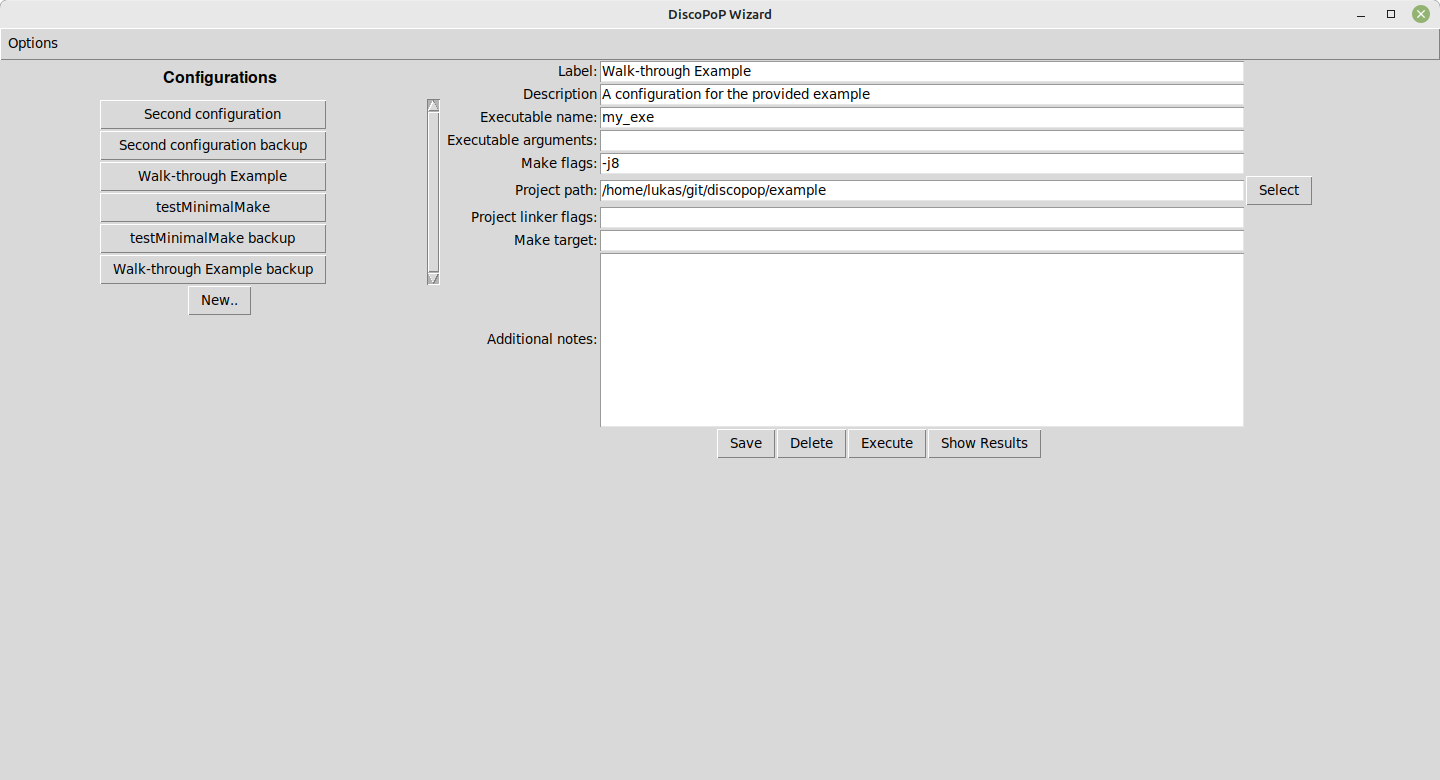 DiscoPoP Wizard
Options
Configurations
Second configuration
Second configuration backup
Walk-through Example
testMinimalMake
testMinimalMake backup
Walk-through Example backup
New..
Label: Walk-through Example
Description A configuration for the provided example
Executable name: my_exe
Executable arguments:
Make flags: -j8
Project path: /home/lukas/git/discopop/example Select
Project linker flags:
Make target:
Additional notes:
Save Delete Execute Show Results